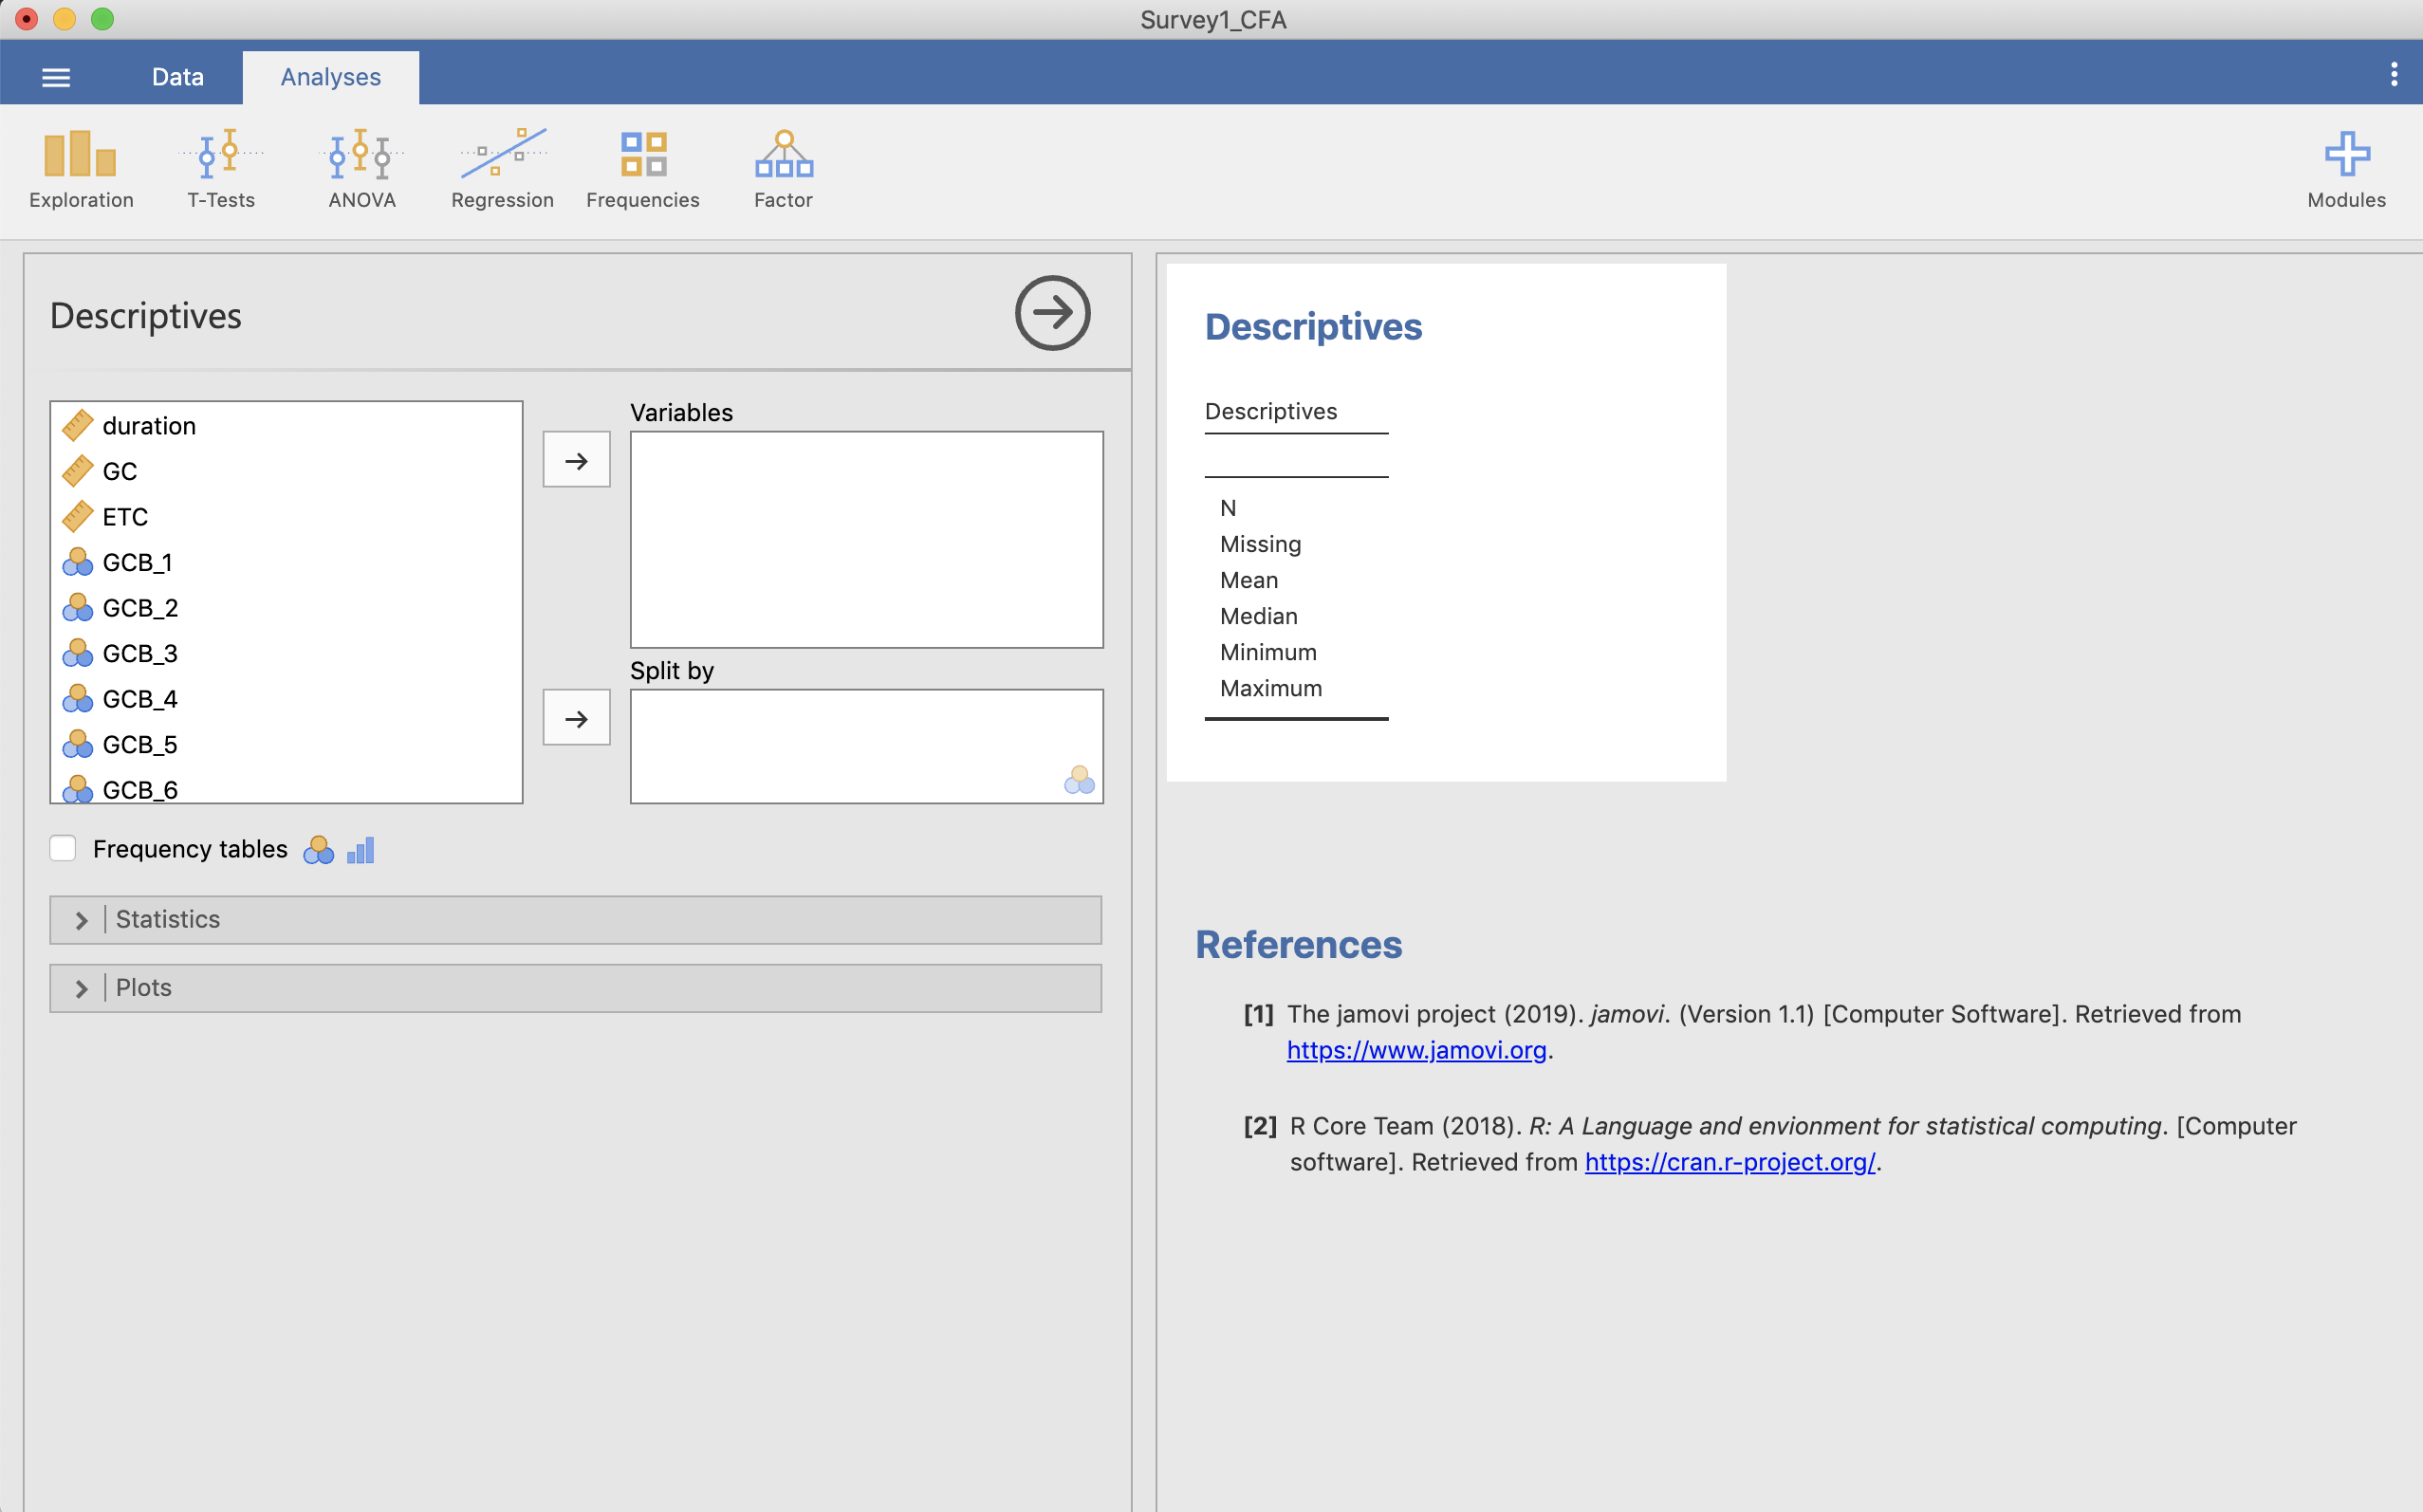 Survey1_CFA
Data
Analyses
Exploration
T-Tests
ANOVA
Regression
Frequencies
Factor
Modules
Descriptives
duration
GC
ETC
GCB_1
GCB_2
GCB_3
GCB_4
GCB_5
GCB_6
Variables
Split by
Frequency tables
Statistics
Plots
Descriptives
Descriptives
N
Missing
Mean
Median
Minimum
Maximum
References
[1] The jamovi project (2019). jamovi. (Version 1.1) [Computer Software]. Retrieved from
https://www.jamovi.org.
[2] R Core Team (2018). R: A Language and envionment for statistical computing. [Computer
software]. Retrieved from https://cran.r-project.org/.